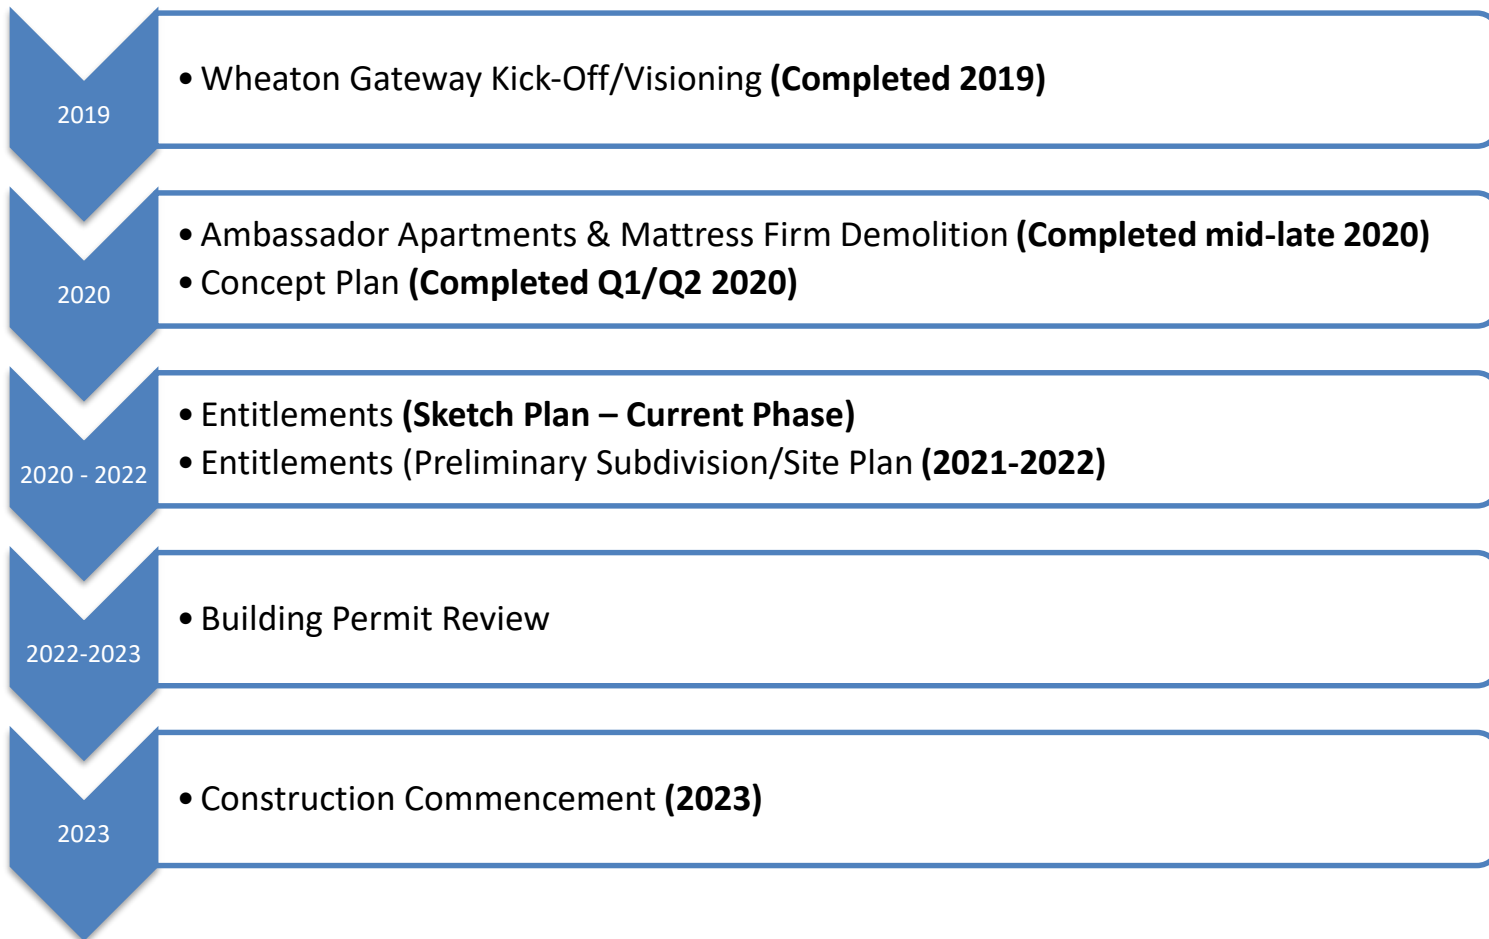 2019
• Wheaton Gateway Kick-Off/Visioning (Completed 2019)
2020
• Ambassador Apartments & Mattress Firm Demolition (Completed mid-late 2020)
• Concept Plan (Completed Q1/Q2 2020)
2020 - 2022
• Entitlements (Sketch Plan – Current Phase)
• Entitlements (Preliminary Subdivision/Site Plan (2021-2022)
2022-2023
• Building Permit Review
2023
• Construction Commencement (2023)